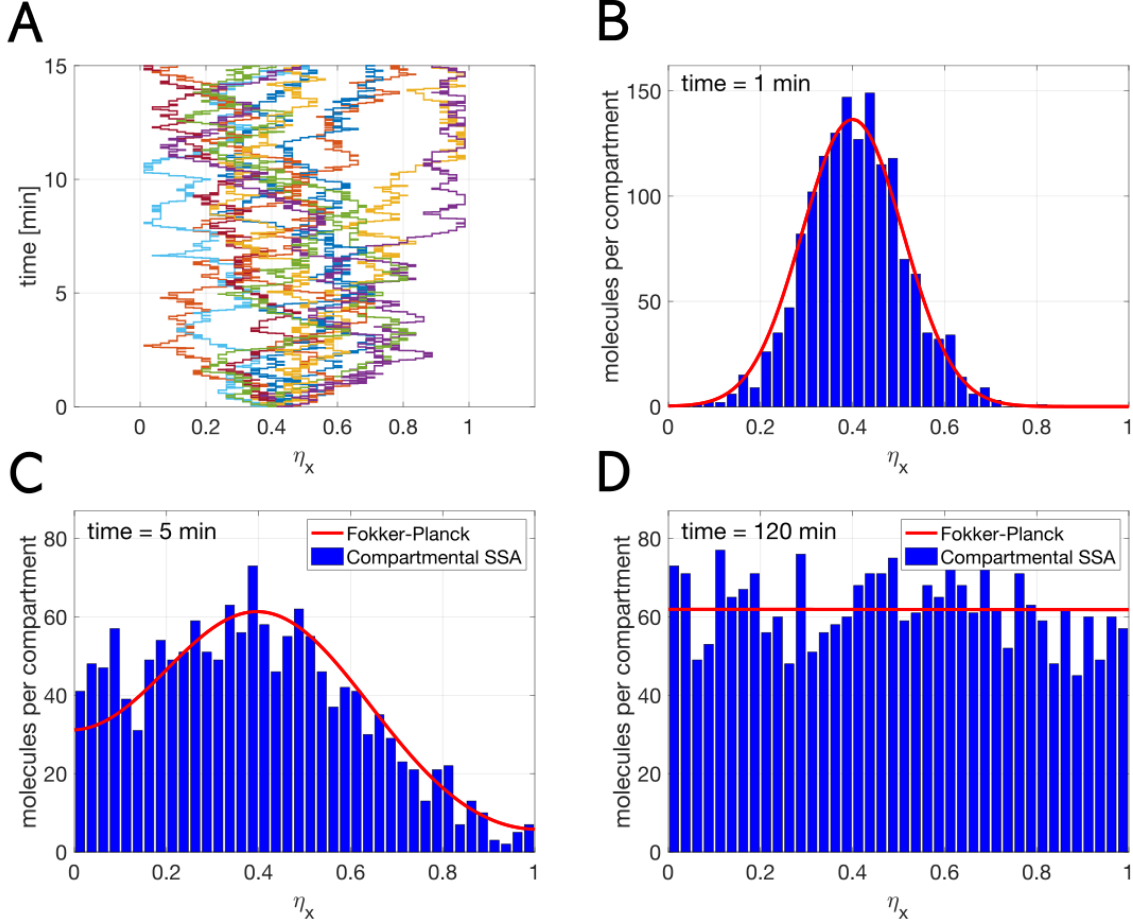 A
15
10
5
0
time [min]
0
0.2
0.4
0.6
0.8
1
ηx
B
time = 1 min
150
100
50
0
molecules per compartment
0
0.2
0.4
0.6
0.8
1
ηx
C
time = 5 min
Fokker-Planck
Compartmental SSA
80
60
40
20
0
molecules per compartment
0
0.2
0.4
0.6
0.8
1
ηx
D
time = 120 min
Fokker-Planck
Compartmental SSA
80
60
40
20
0
molecules per compartment
0
0.2
0.4
0.6
0.8
1
ηx